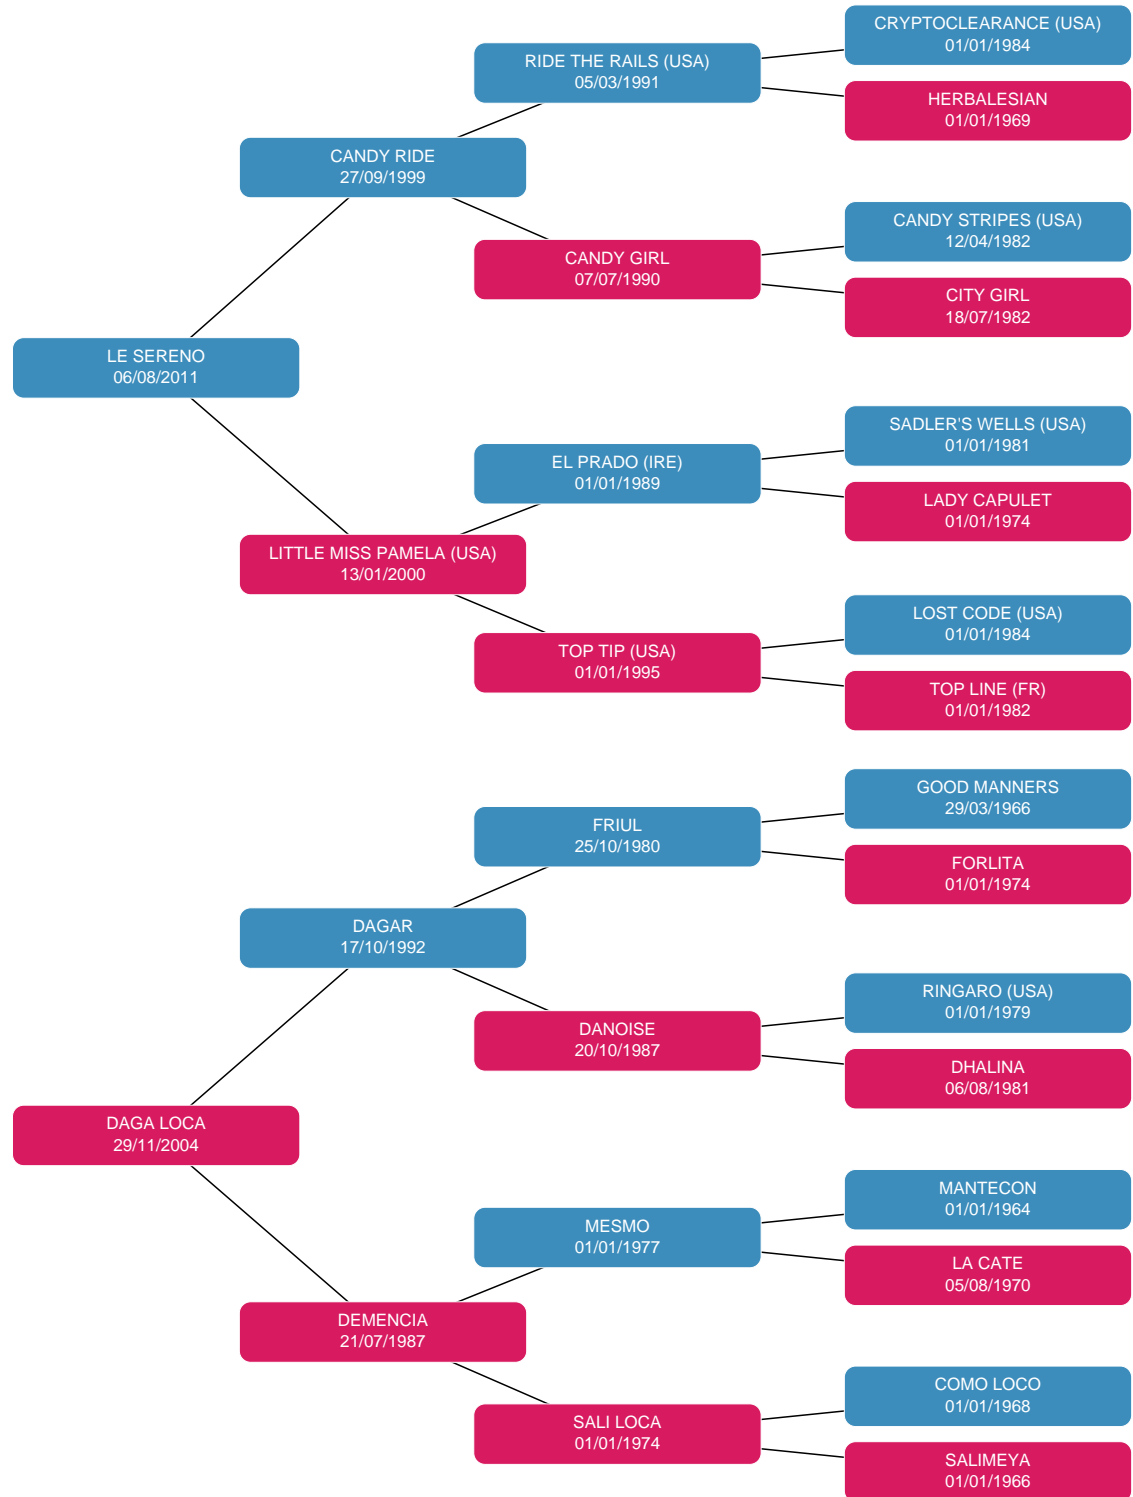 CRYPTOCLEARANCE (USA)
01/01/1984
RIDE THE RAILS (USA)
05/03/1991
HERBALESIAN
01/01/1969
CANDY RIDE
27/09/1999
CANDY STRIPES (USA)
12/04/1982
CANDY GIRL
07/07/1990
CITY GIRL
18/07/1982
LE SERENO
06/08/2011
SADLER'S WELLS (USA)
01/01/1981
EL PRADO (IRE)
01/01/1989
LADY CAPULET
01/01/1974
LITTLE MISS PAMELA (USA)
13/01/2000
LOST CODE (USA)
01/01/1984
TOP TIP (USA)
01/01/1995
TOP LINE (FR)
01/01/1982
GOOD MANNERS
29/03/1966
FRIUL
25/10/1980
FORLITA
01/01/1974
DAGAR
17/10/1992
RINGARO (USA)
01/01/1979
DANOISE
20/10/1987
DHALINA
06/08/1981
DAGA LOCA
29/11/2004
MANTECON
01/01/1964
MESMO
01/01/1977
LA CATE
05/08/1970
DEMENCIA
21/07/1987
COMO LOCO
01/01/1968
SALI LOCA
01/01/1974
SALIMEYA
01/01/1966